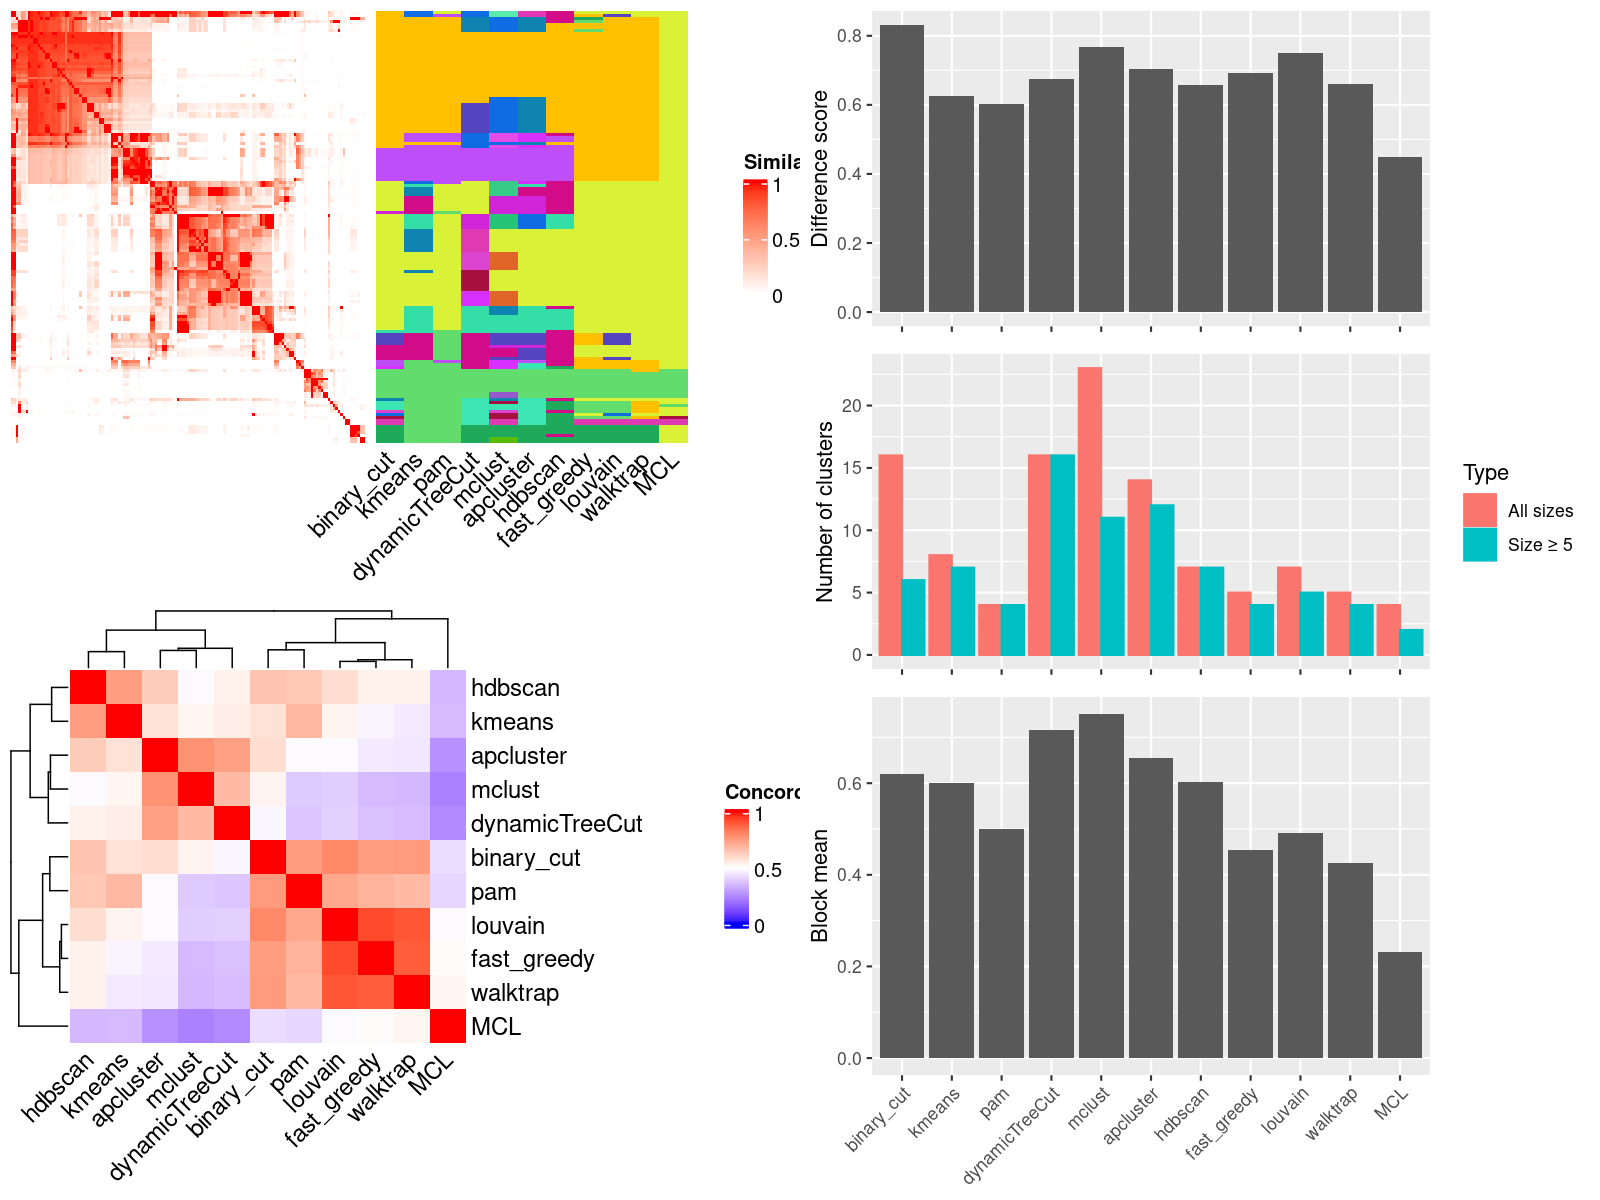 Simila
1
0.5
0
binary_cut
kmeans
pam
dynamicTreeCut
mclust
apcluster
hdbscan
fast_greedy
louvain
walktrap
MCL
hdbscan
kmeans
apcluster
mclust
dynamicTreeCut
binary_cut
pam
louvain
fast_greedy
walktrap
MCL
hdbscan
kmeans
apcluster
mclust
dynamicTreeCut
binary_cut
pam
louvain
fast_greedy
walktrap
MCL
Concord
1
0.5
0
Difference score
0.8
0.6
0.4
0.2
0.0
Number of clusters
20
15
10
5
0
Type
All sizes
Size ≥ 5
Block mean
0.6
0.4
0.2
0.0
binary_cut
kmeans
pam
dynamicTreeCut
mclust
apcluster
hdbscan
fast_greedy
louvain
walktrap
MCL